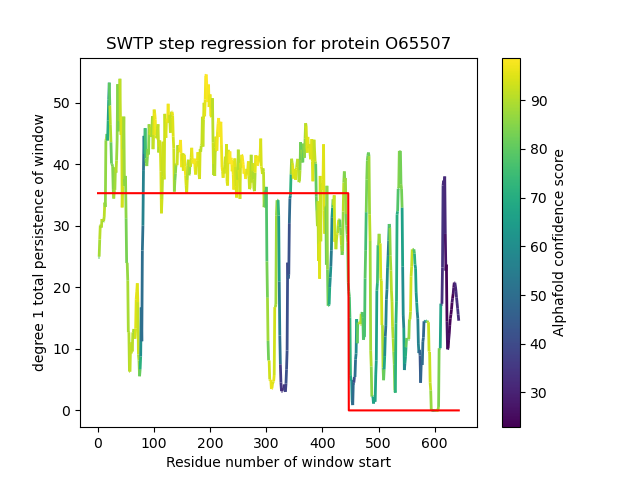 SWTP step regression for protein O65507
degree 1 total persistence of window
50
40
30
20
10
0
0 100 200 300 400 500 600
Residue number of window start
90
80
70
60
50
40
30
Alphafold confidence score